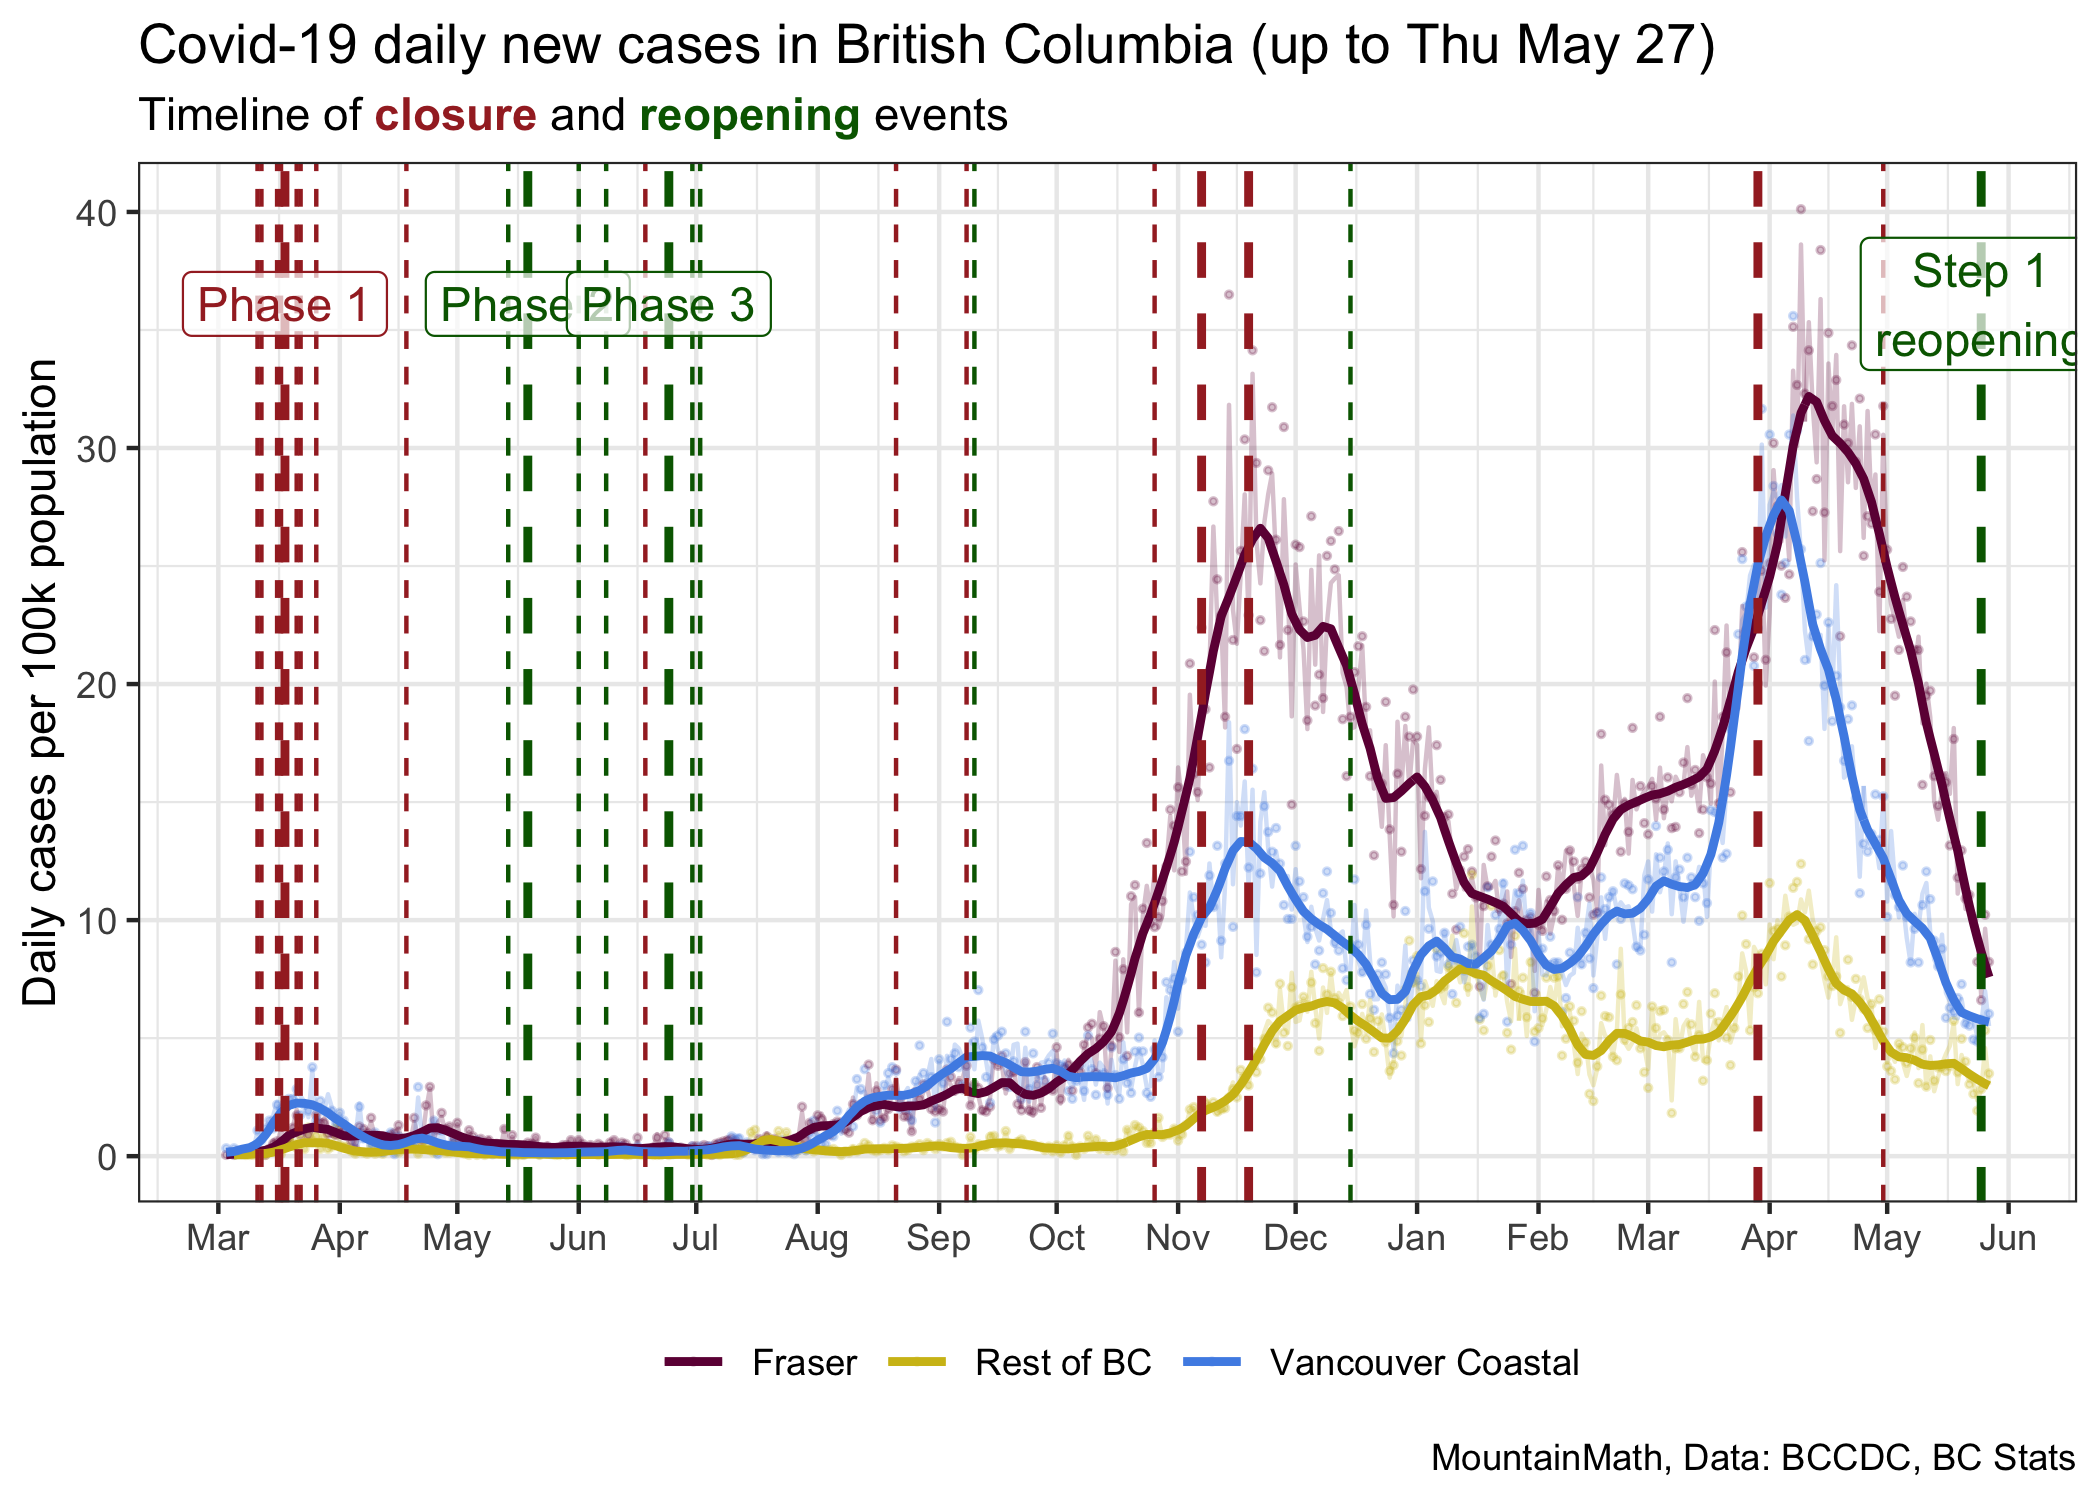 Covid-19 daily new cases in British Columbia (up to Thu May 27)
Timeline of closure and reopening events
Daily cases per 100k population
40
30
20
10
0
Phase 1
Phase 2
Phase 3
Step 1
reopening
Mar Apr May Jun Jul Aug Sep Oct Nov Dec Jan Feb Mar Apr May Jun
Fraser Rest of BC Vancouver Coastal
MountainMath, Data: BCCDC, BC Stats